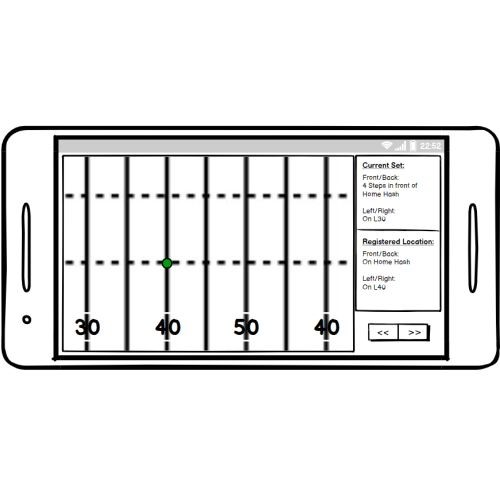 22:52
Current Set:
Front/Back:
4 Steps in front of
Home Hash
Left/Right:
On L30
Registered Location:
Front/Back:
On Home Hash
Left/Right:
On L40
30 40 50 40
<< >>